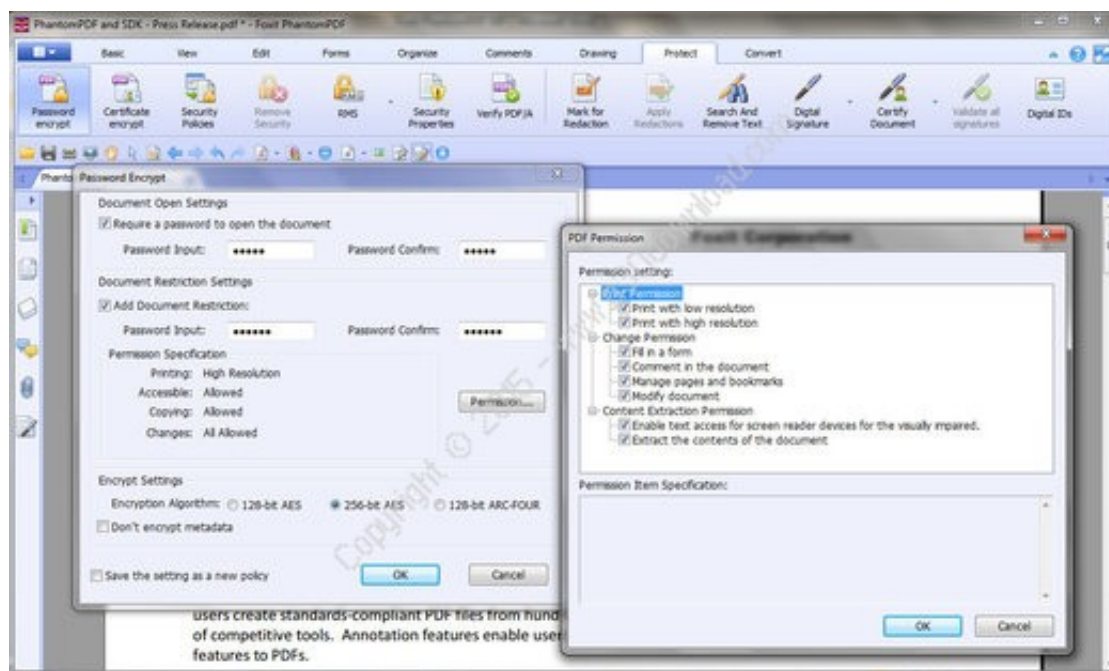 PhantomPDF and SDK - Press Release.pdf * - Foxit PhantomPDF
Basic View Edit Forms Organize Comments Drawing Protect Convert
Password encrypt
Certificate encrypt
Security Policies
Remove Security
RMS
Security Properties
Verify PDF/A
Mark for Redaction
Apply Redactions
Search And Remove Text
Digital Signature
Certify Document
Validate all signatures
Digital IDs
Phanto
Password Encrypt
Document Open Settings
Require a password to open the document
Password Input: ••••• Password Confirm: •••••
Document Restriction Settings
Add Document Restriction:
Password Input: •••••• Password Confirm: ••••••
Permission Specification
Printing: High Resolution
Accessible: Allowed
Copying: Allowed
Changes: All Allowed
Permission...
Encrypt Settings
Encryption Algorithm: 128-bit AES 256-bit AES 128-bit ARC-FOUR
Don't encrypt metadata
Save the setting as a new policy
OK Cancel
Foxit Corporation
PDF Permission
Permission setting:
Print Permission
Print with low resolution
Print with high resolution
Change Permission
Fill in a form
Comment in the document
Manage pages and bookmarks
Modify document
Content Extraction Permission
Enable text access for screen reader devices for the visually impaired.
Extract the contents of the document
Permission Item Specification:
OK Cancel
users create standards-compliant PDF files from hund
of competitive tools. Annotation features enable user
features to PDFs.